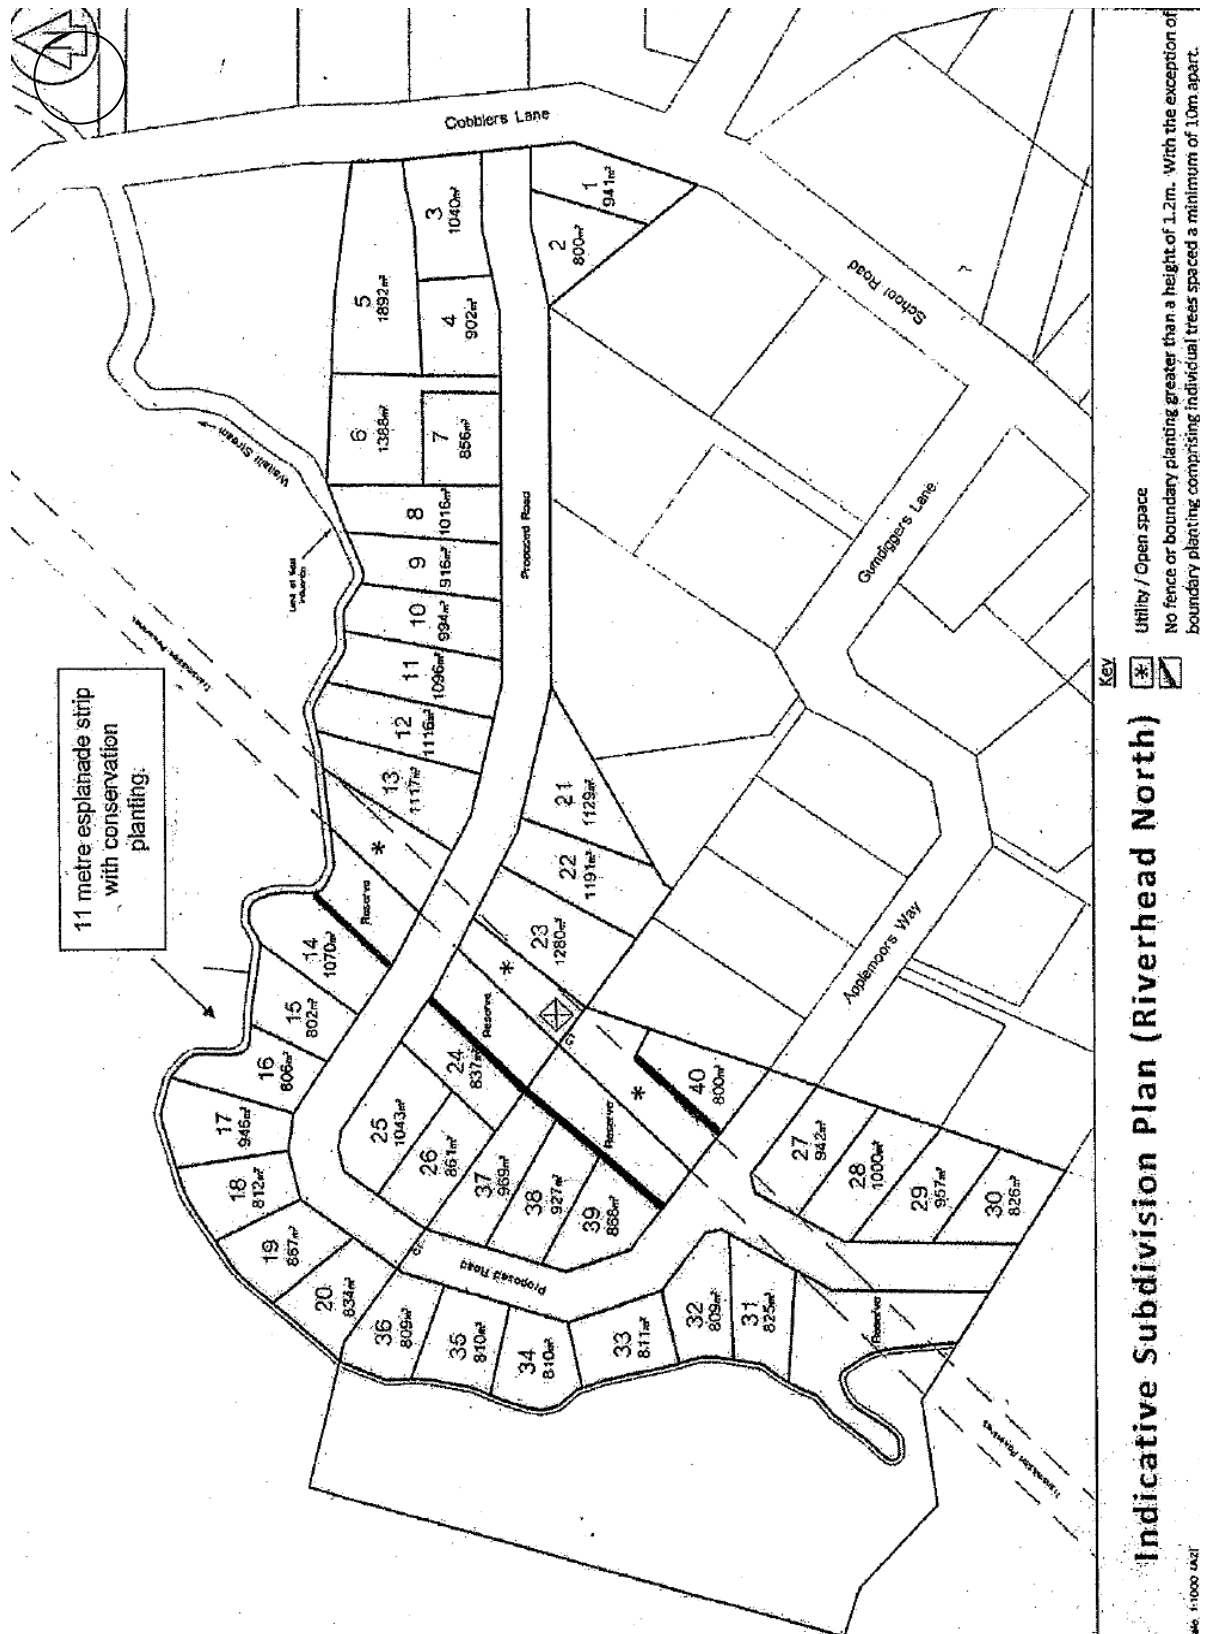 N
11 metre esplanade strip
with conservation
planting.
Cobblers Lane
School Road
Gumdiggers Lane
Applemoors Way
Proposed Road
Proposed Road
Stream
Reserve
Reserve
Reserve
Reserve
1
941m²
2
800m²
3
1040m²
4
902m²
5
1892m²
6
1388m²
7
856m²
8
1016m²
9
916m²
10
994m²
11
1096m²
12
1116m²
13
1117m²
14
1070m²
15
802m²
16
17
946m²
18
812m²
19
867m²
20
834m²
21
1129m²
22
1191m²
23
1280m²
24
837m²
25
1043m²
26
861m²
27
942m²
28
1000m²
29
957m²
30
826m²
31
825m²
32
809m²
33
811m²
34
810m²
35
810m²
36
809m²
37
969m²
38
927m²
39
868m²
40
800m²
*
*
*
Key
* Utility / Open space
No fence or boundary planting greater than a height of 1.2m. With the exception of
boundary planting comprising individual trees spaced a minimum of 10m apart.
Indicative Subdivision Plan (Riverhead North)